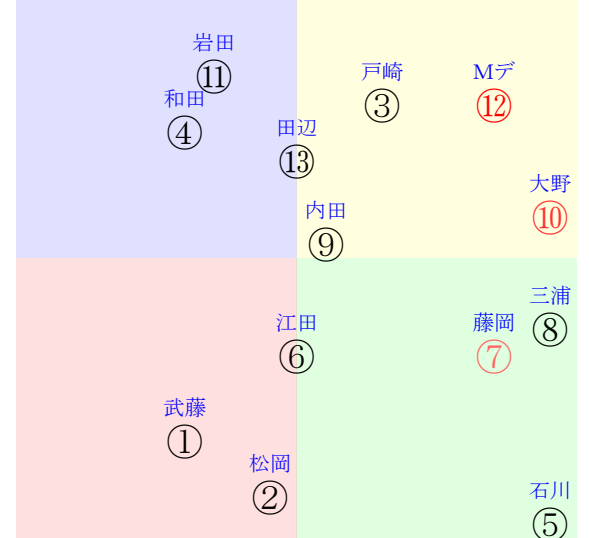 岩田
⑪
戸崎
③
Mデ
⑫
和田
④
田辺
⑬
大野
⑩
内田
⑨
三浦
⑧
江田
⑥
藤岡
⑦
武藤
①
松岡
②
石川
⑤